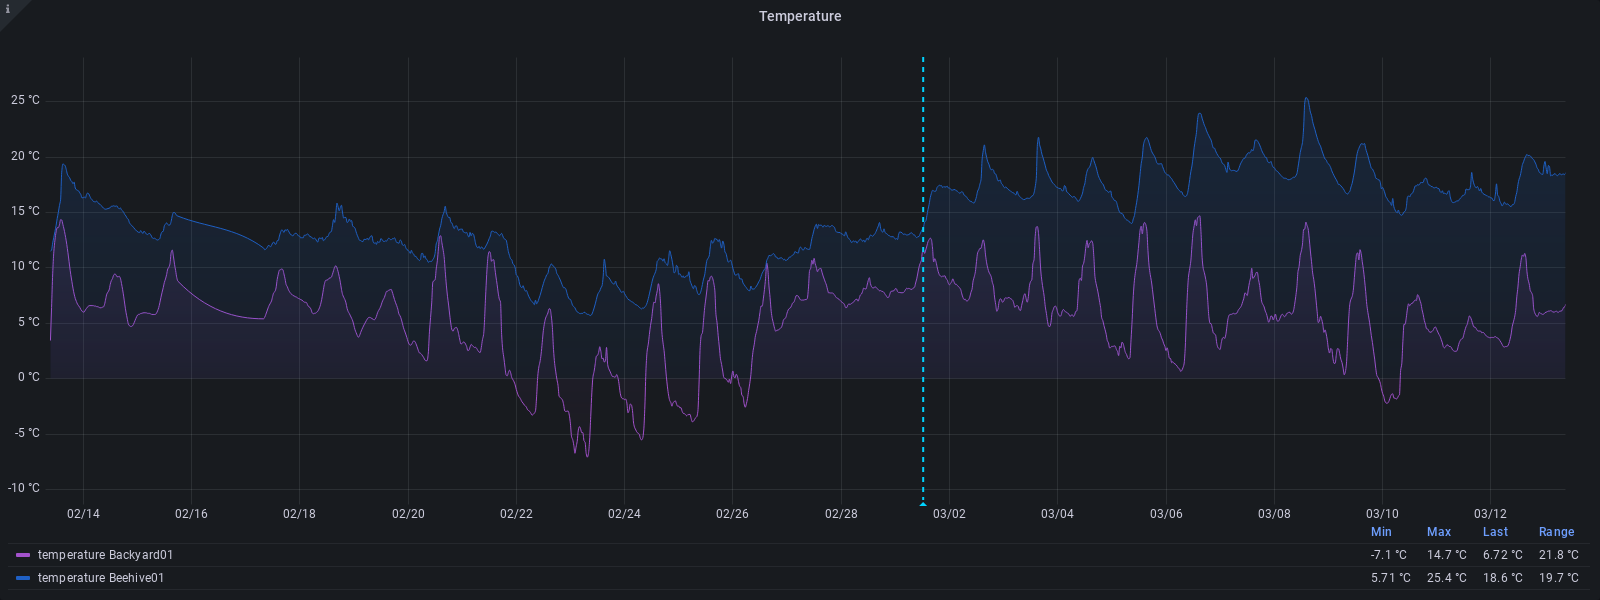 i
Temperature
25 °C
20 °C
15 °C
10 °C
5 °C
0 °C
-5 °C
-10 °C
02/14 02/16 02/18 02/20 02/22 02/24 02/26 02/28 03/02 03/04 03/06 03/08 03/10 03/12
Min Max Last Range
temperature Backyard01 -7.1 °C 14.7 °C 6.72 °C 21.8 °C
temperature Beehive01 5.71 °C 25.4 °C 18.6 °C 19.7 °C